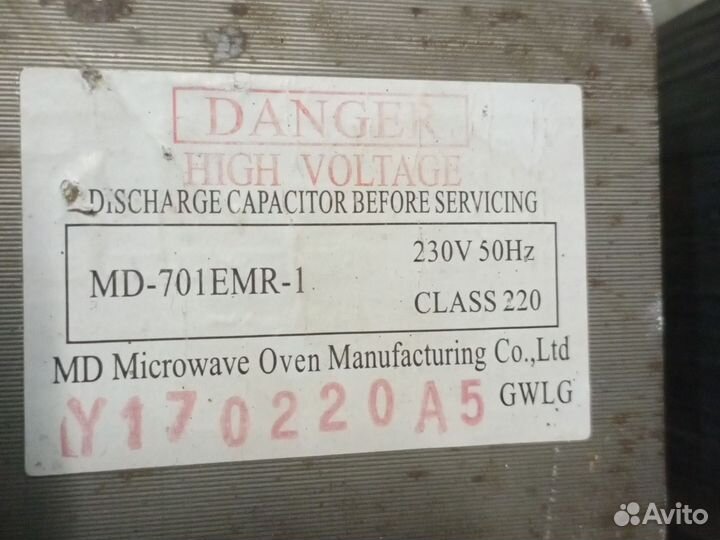 DANGER
HIGH VOLTAGE
DISCHARGE CAPACITOR BEFORE SERVICING
MD-701EMR-1
230V 50Hz
CLASS 220
MD Microwave Oven Manufacturing Co.,Ltd
Y170220A5 GWLG
Avito